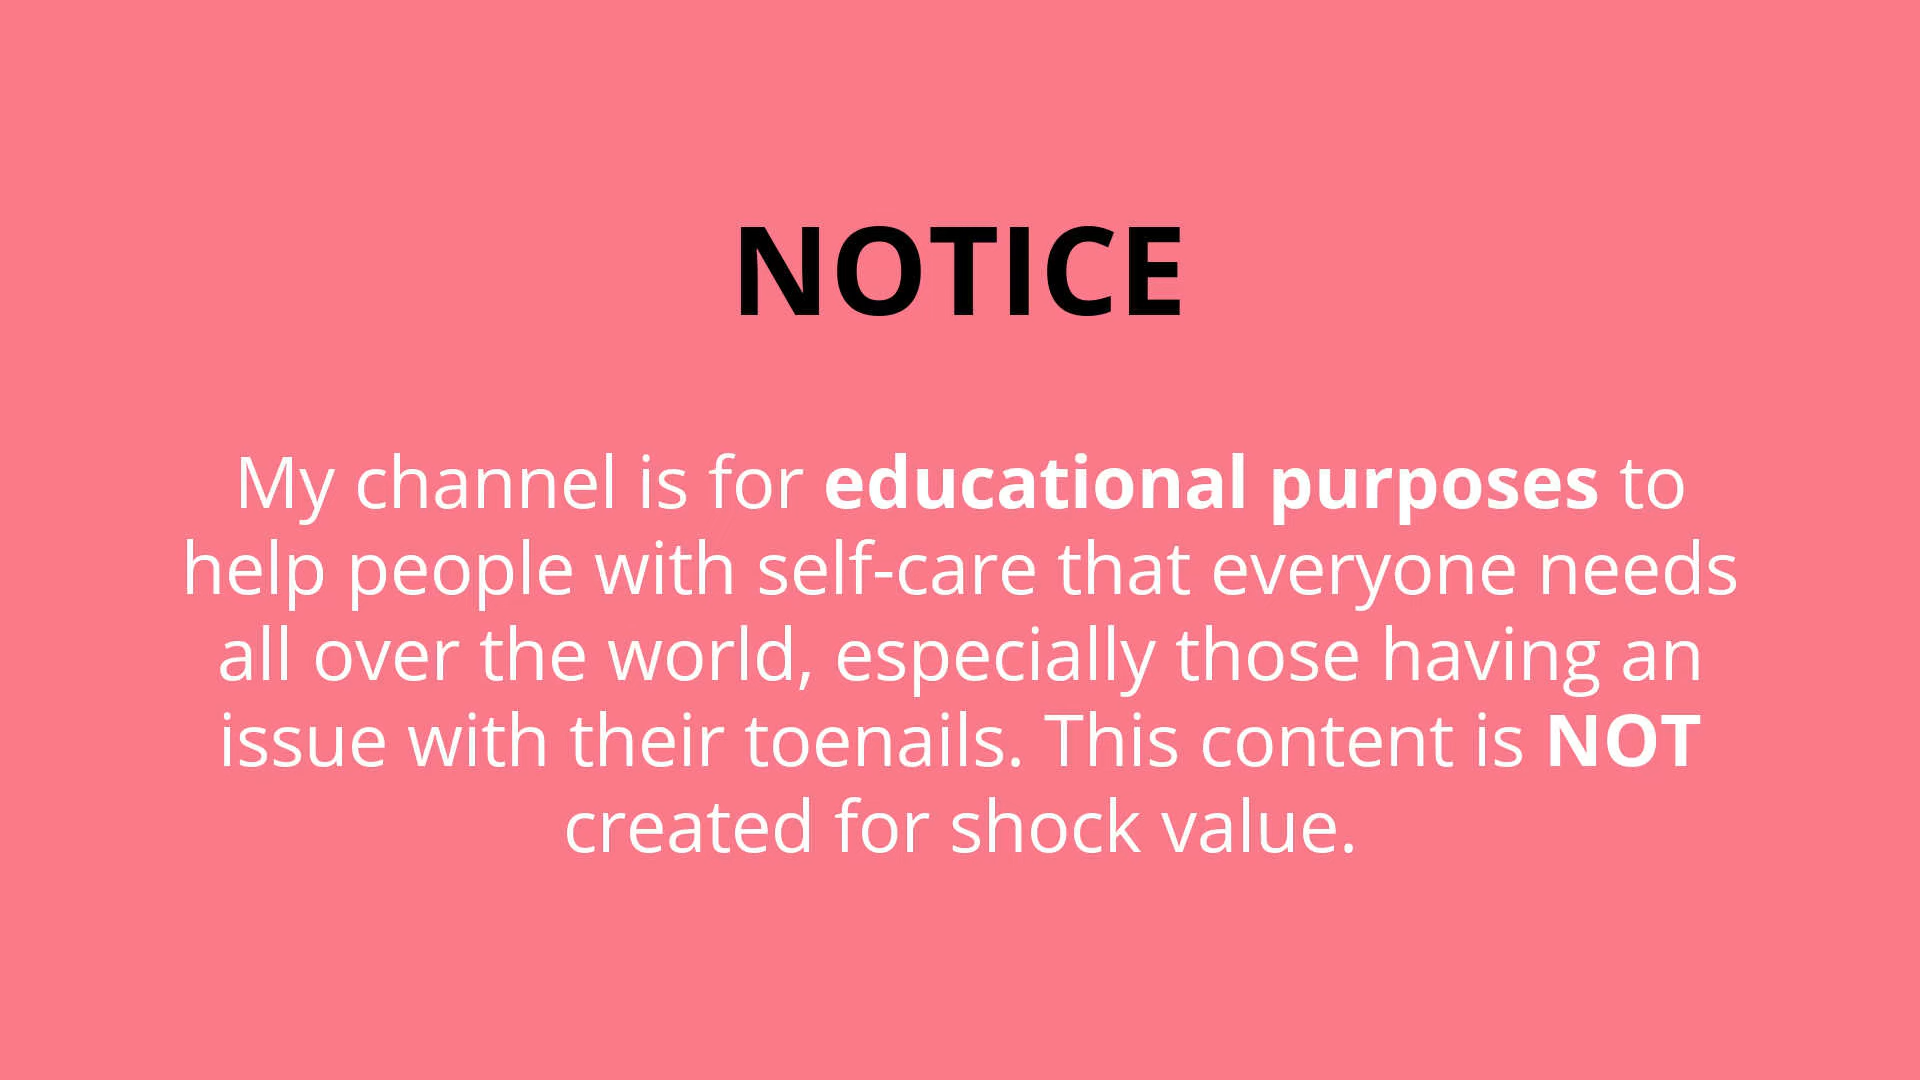 NOTICE
My channel is for educational purposes to
help people with self-care that everyone needs
all over the world, especially those having an
issue with their toenails. This content is NOT
created for shock value.